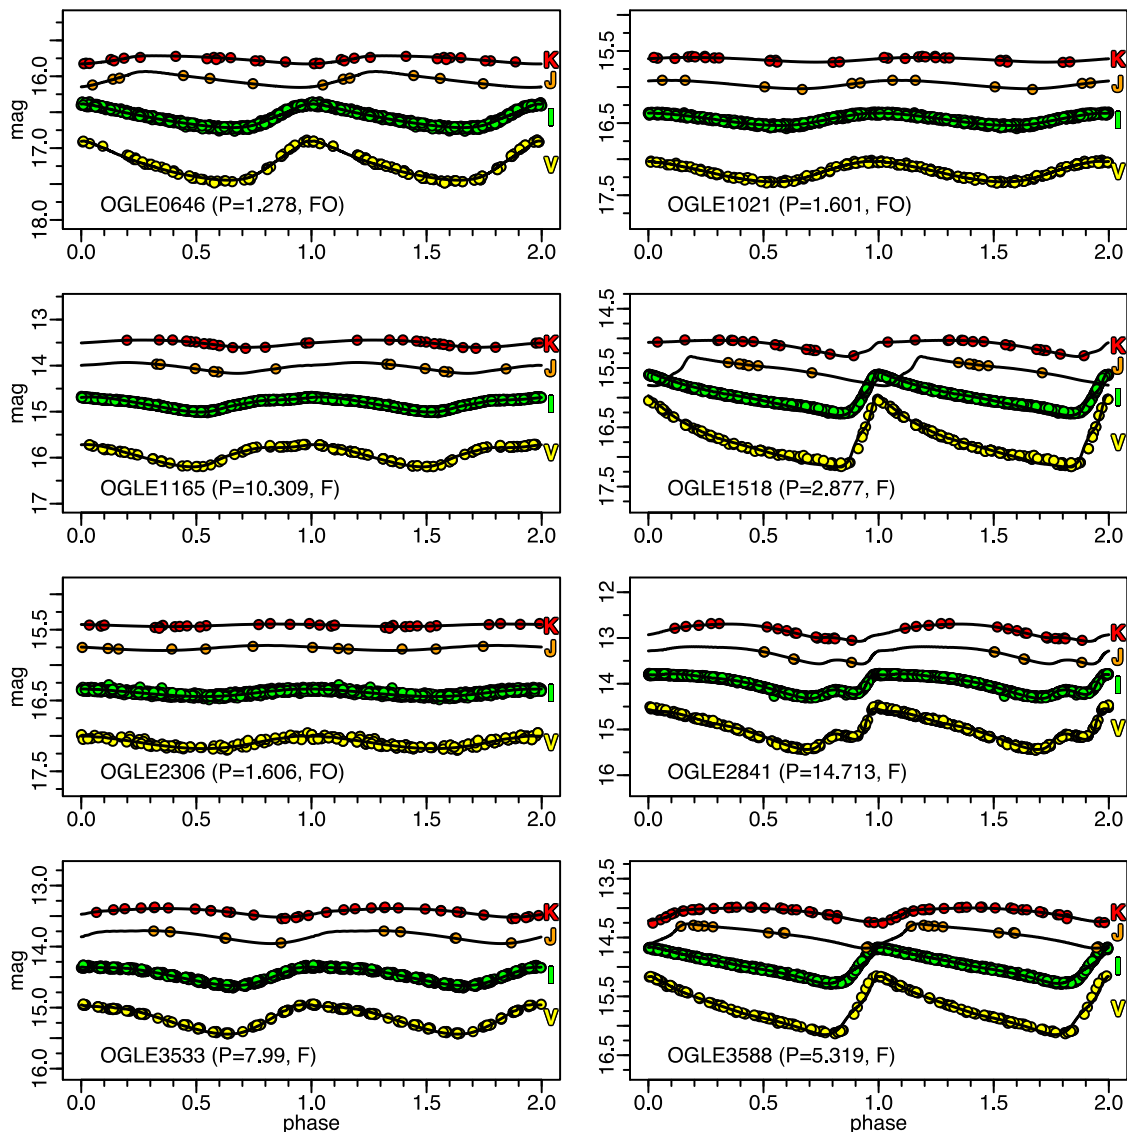 mag
16.0
17.0
18.0
K
J
I
V
OGLE0646 (P=1.278, FO)
0.0 0.5 1.0 1.5 2.0
15.5
16.5
17.5
K
J
I
V
OGLE1021 (P=1.601, FO)
0.0 0.5 1.0 1.5 2.0
mag
13
14
15
16
17
K
J
I
V
OGLE1165 (P=10.309, F)
0.0 0.5 1.0 1.5 2.0
14.5
15.5
16.5
17.5
K
J
I
V
OGLE1518 (P=2.877, F)
0.0 0.5 1.0 1.5 2.0
mag
15.5
16.5
17.5
K
J
I
V
OGLE2306 (P=1.606, FO)
0.0 0.5 1.0 1.5 2.0
12
13
14
15
16
K
J
I
V
OGLE2841 (P=14.713, F)
0.0 0.5 1.0 1.5 2.0
mag
13.0
14.0
15.0
16.0
K
J
I
V
OGLE3533 (P=7.99, F)
0.0 0.5 1.0 1.5 2.0
phase
13.5
14.5
15.5
16.5
K
J
I
V
OGLE3588 (P=5.319, F)
0.0 0.5 1.0 1.5 2.0
phase